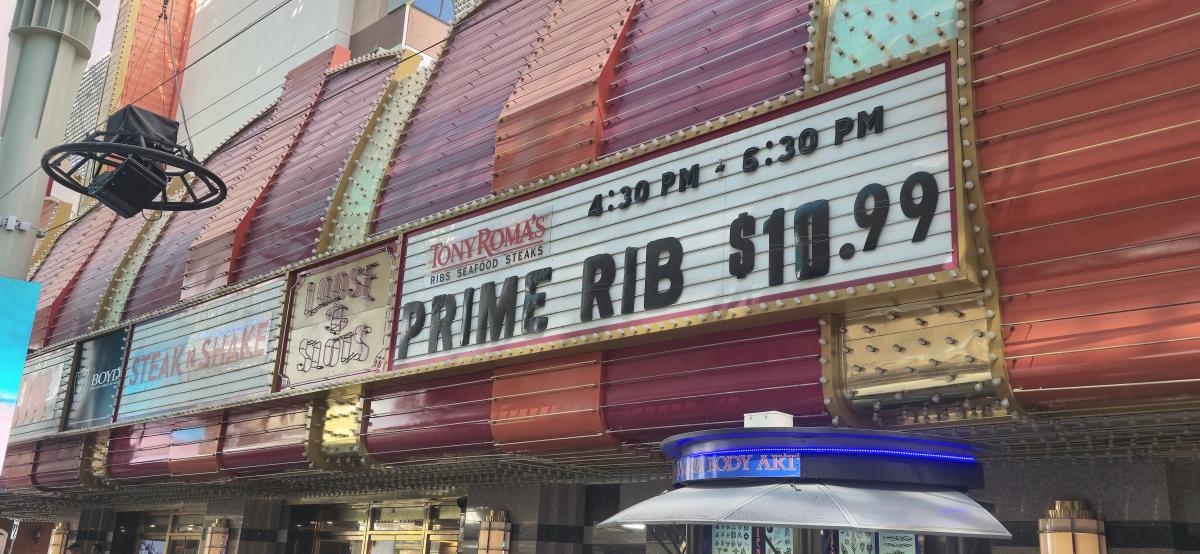 4:30 PM - 6:30 PM
TONY ROMA'S
RIBS SEAFOOD STEAKS
PRIME RIB $10.99
LOOSE
$
SLOTS
STEAK N SHAKE
BOYD
BODY ART